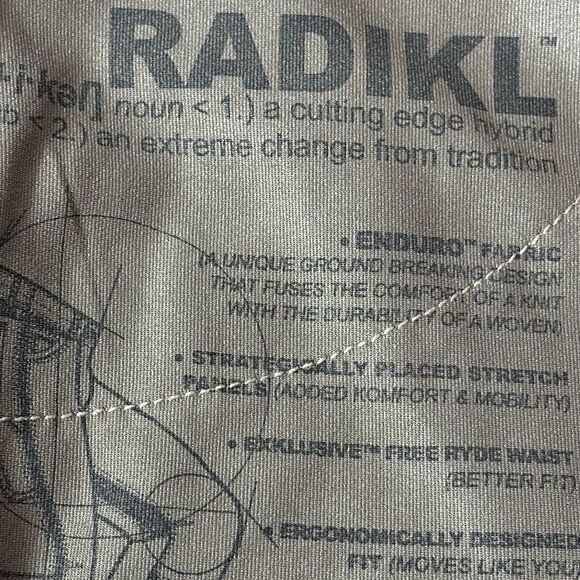 RADIKL™
noun < 1.) a cutting edge hybrid
< 2.) an extreme change from tradition
• ENDURO™ FABRIC
(A UNIQUE GROUND BREAKING DESIGN
THAT FUSES THE COMFORT OF A KNIT
WITH THE DURABILITY OF A WOVEN)
• STRATEGICALLY PLACED STRETCH
PANELS (ADDED KOMFORT & MOBILITY)
• EXKLUSIVE™ FREE RYDE WAIST
(BETTER FIT)
• ERGONOMICALLY DESIGNED
FIT (MOVES LIKE YOU